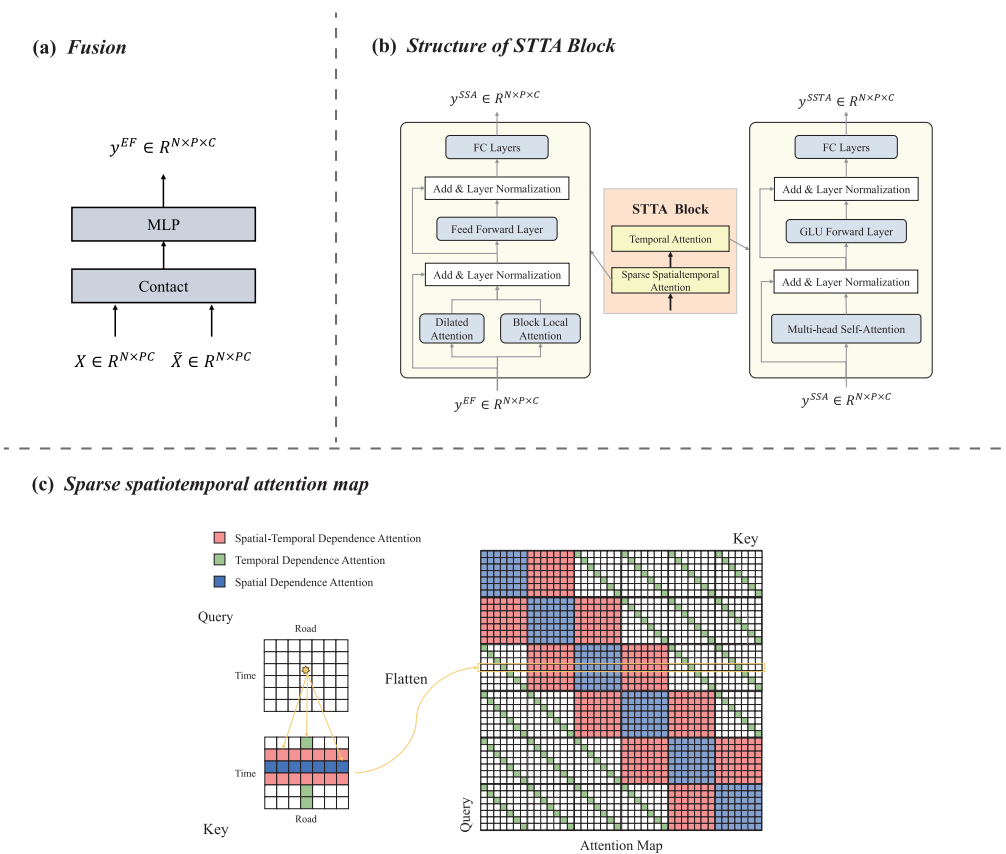 (a) Fusion
y^{EF} ∈ R^{N×P×C}
MLP
Contact
X ∈ R^{N×PC} X̃ ∈ R^{N×PC}
(b) Structure of STTA Block
y^{SSA} ∈ R^{N×P×C}
FC Layers
Add & Layer Normalization
Feed Forward Layer
Add & Layer Normalization
Dilated
Attention
Block Local
Attention
y^{EF} ∈ R^{N×P×C}
STTA Block
Temporal Attention
Sparse Spatialtemporal
Attention
y^{SSTA} ∈ R^{N×P×C}
FC Layers
Add & Layer Normalization
GLU Forward Layer
Add & Layer Normalization
Multi-head Self-Attention
y^{SSA} ∈ R^{N×P×C}
(c) Sparse spatiotemporal attention map
Spatial-Temporal Dependence Attention
Temporal Dependence Attention
Spatial Dependence Attention
Query
Road
Time
Time
Road
Key
Flatten
Key
Query
Attention Map